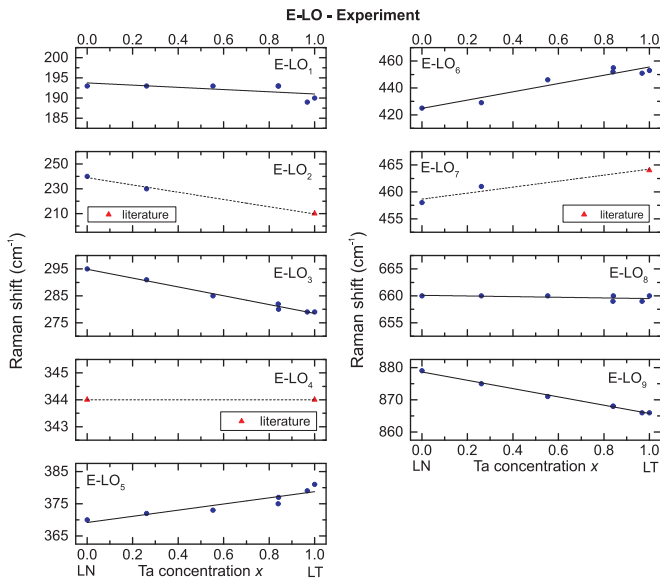 E-LO - Experiment
0.0 0.2 0.4 0.6 0.8 1.0
200
195
190
185
E-LO₁
250
230
210
E-LO₂
literature
295
285
275
E-LO₃
345
344
343
E-LO₄
literature
385
375
365
E-LO₅
0.0 0.2 0.4 0.6 0.8 1.0
LN Ta concentration x LT
Raman shift (cm⁻¹)
0.0 0.2 0.4 0.6 0.8 1.0
460
440
420
E-LO₆
465
460
455
E-LO₇
literature
665
660
655
E-LO₈
880
870
860
E-LO₉
0.0 0.2 0.4 0.6 0.8 1.0
LN Ta concentration x LT
Raman shift (cm⁻¹)